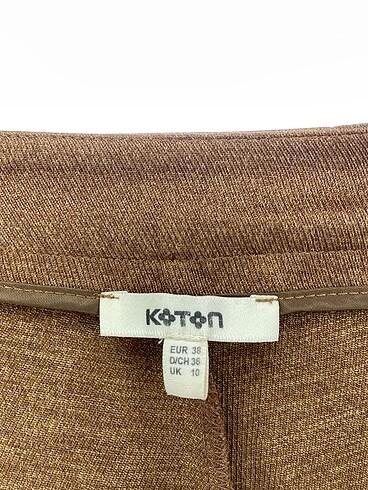 KOTON
EUR 38
D/CH 36
UK 10